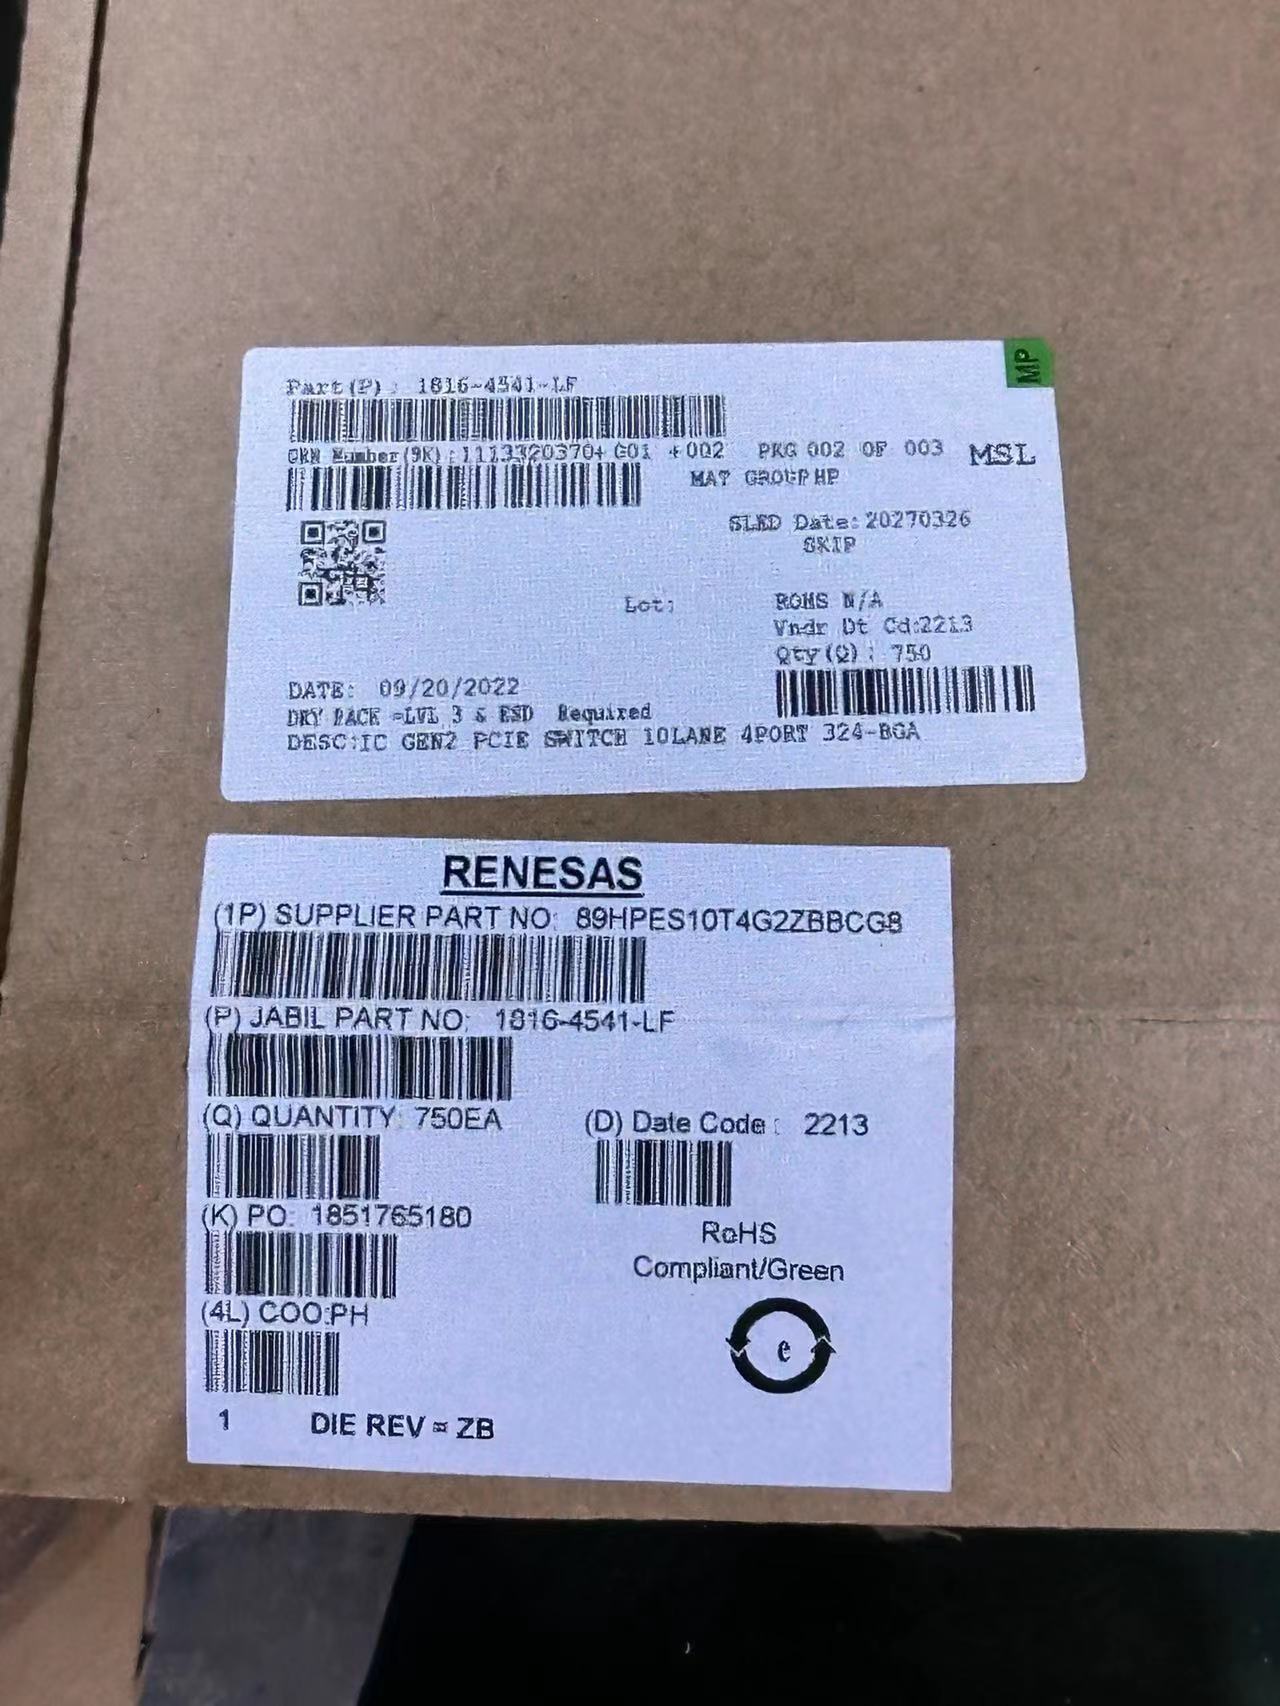 MP
Part(P): 1816-4541-LF
GRN Number(9K):1113320370+ G01 +002 PKG 002 OF 003 MSL
MAT GROUP HP
SLED Date:20270326
SKIP
Lot:
ROHS N/A
Vndr Dt Cd:2213
Qty(Q): 750
DATE: 09/20/2022
DRY PACK =LVL 3 & ESD Required
DESC:IC GEN2 PCIE SWITCH 10LANE 4PORT 324-BGA
RENESAS
(1P) SUPPLIER PART NO: 89HPES10T4G2ZBBCG8
(P) JABIL PART NO: 1816-4541-LF
(Q) QUANTITY: 750EA (D) Date Code: 2213
(K) PO: 1851765180
RoHS
Compliant/Green
(4L) COO:PH
e
1 DIE REV = ZB